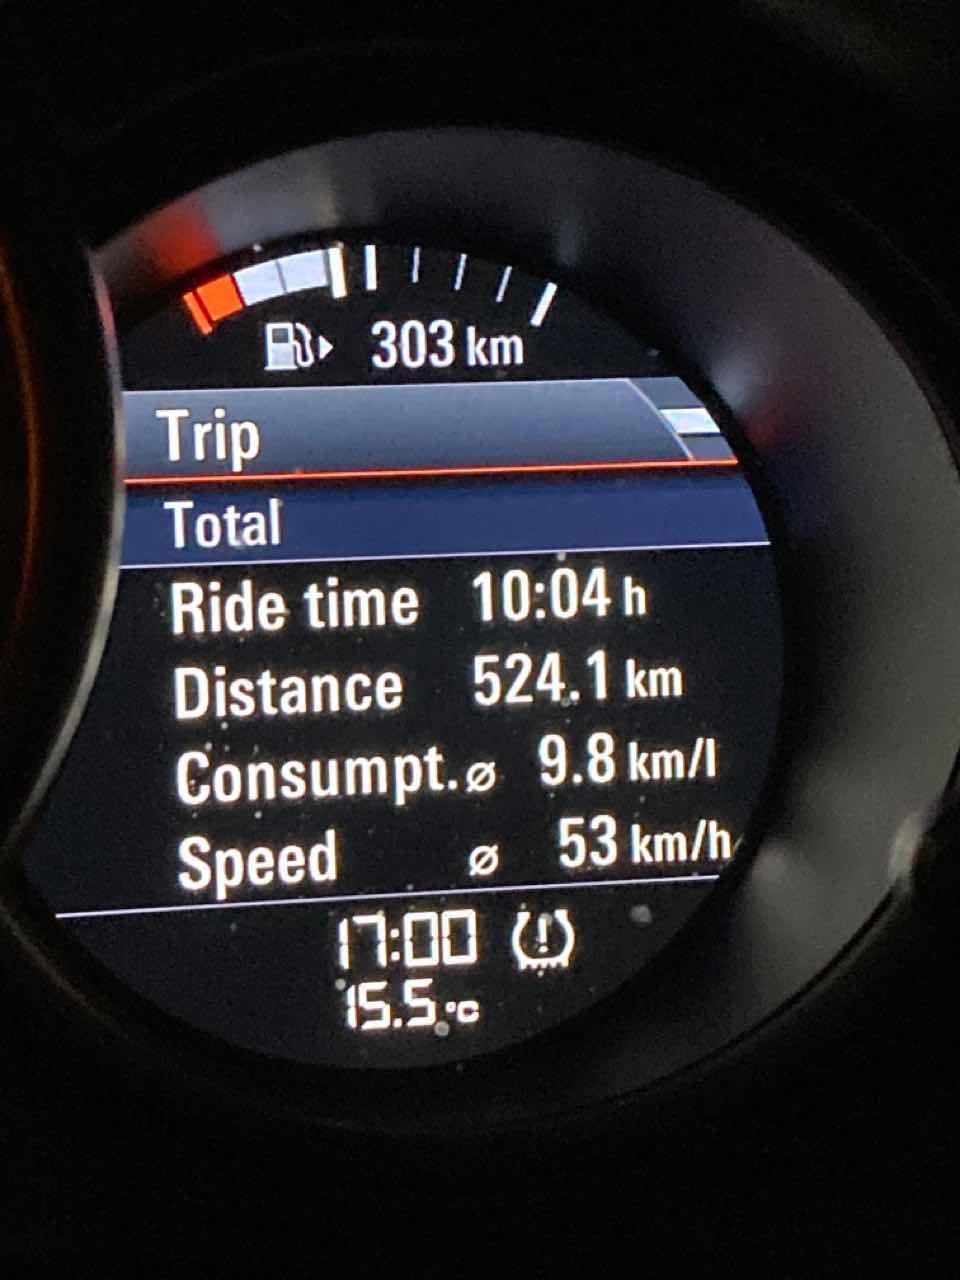 303 km
Trip
Total
Ride time 10:04 h
Distance 524.1 km
Consumpt. ⌀ 9.8 km/l
Speed ⌀ 53 km/h
17:00
15.5 °C